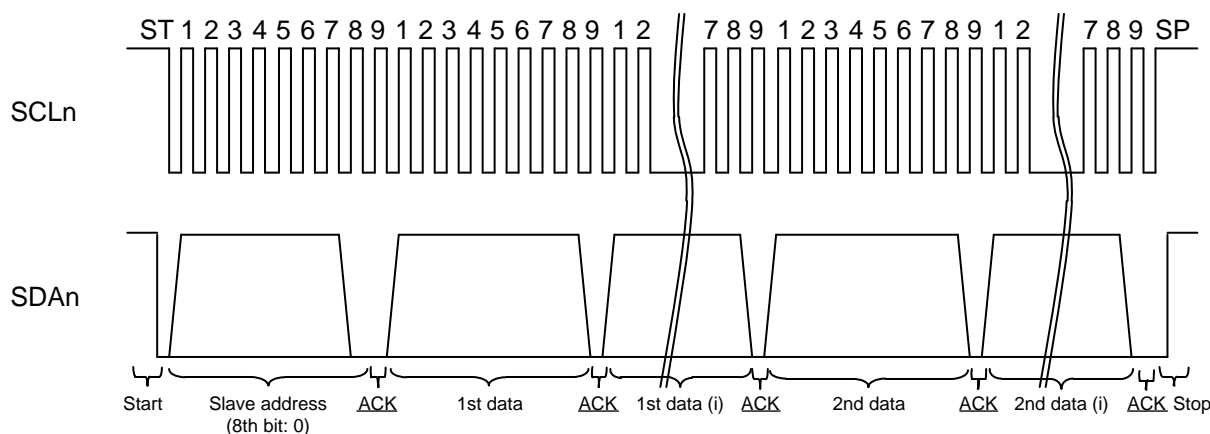 ST 1 2 3 4 5 6 7 8 9 1 2 3 4 5 6 7 8 9 1 2 7 8 9 1 2 3 4 5 6 7 8 9 1 2 7 8 9 SP
SCLn
SDAn
Start Slave address (8th bit: 0) ACK 1st data ACK 1st data (i) ACK 2nd data ACK 2nd data (i) ACK Stop